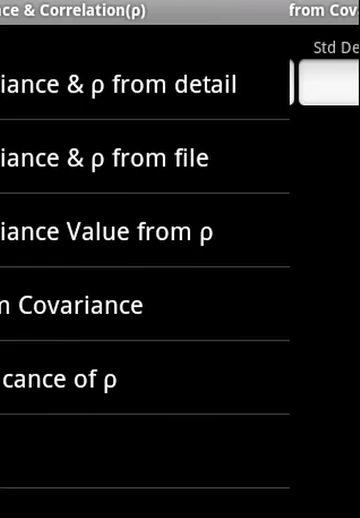 nce & Correlation(ρ)
from Cov
Std De
iance & ρ from detail
iance & ρ from file
iance Value from ρ
m Covariance
cance of ρ